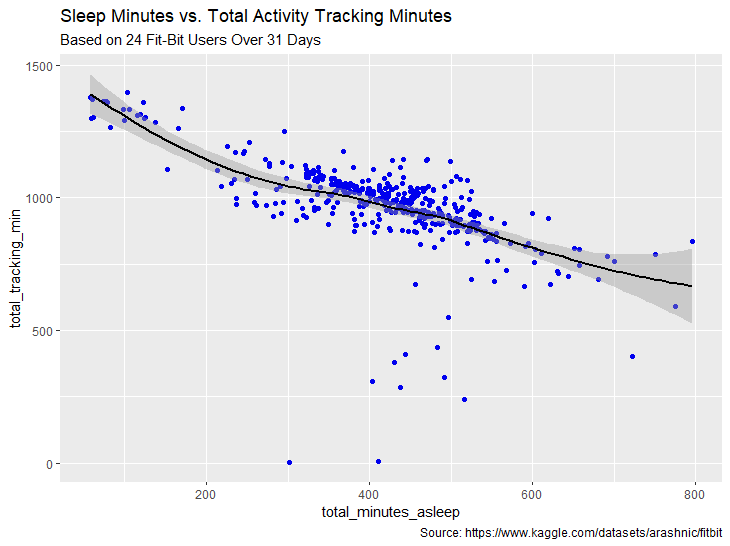 Sleep Minutes vs. Total Activity Tracking Minutes
Based on 24 Fit-Bit Users Over 31 Days
1500
1000
500
0
total_tracking_min
200
400
600
800
total_minutes_asleep
Source: https://www.kaggle.com/datasets/arashnic/fitbit